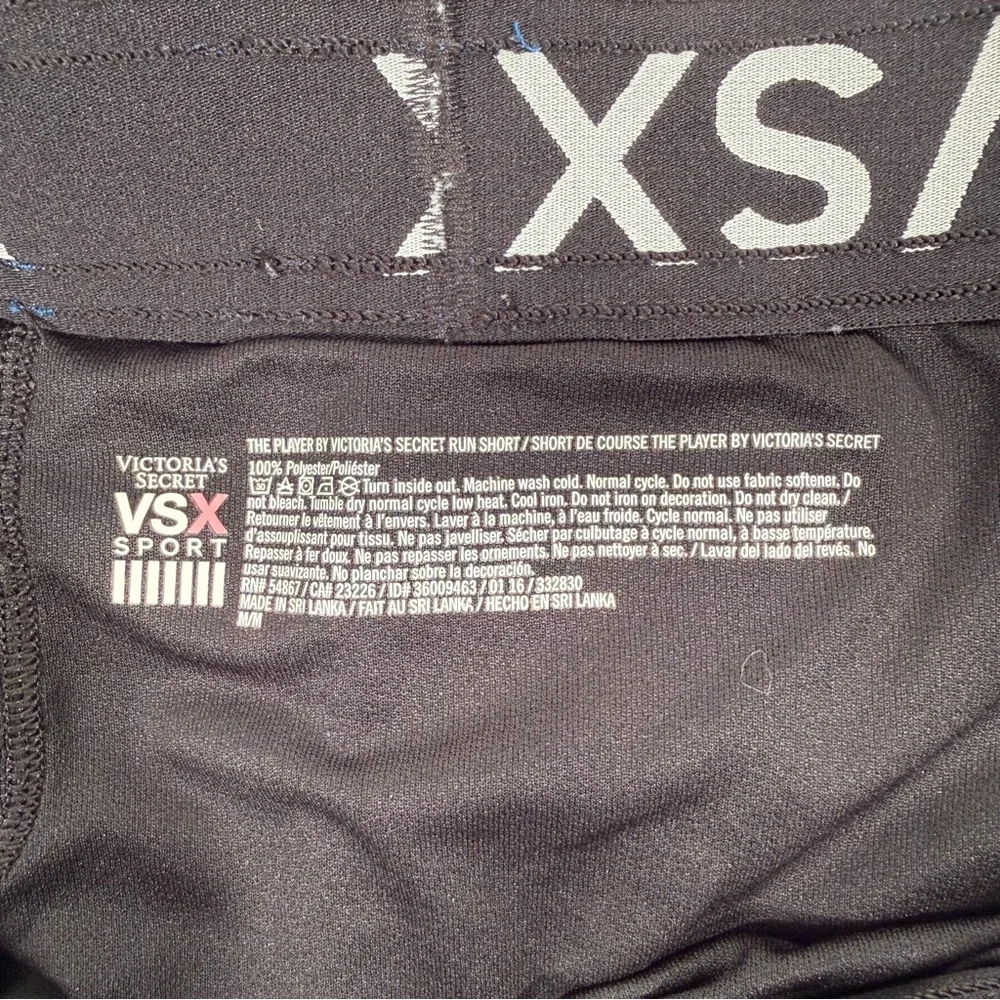 XS
VICTORIA'S
SECRET
VSX
SPORT
THE PLAYER BY VICTORIA'S SECRET RUN SHORT / SHORT DE COURSE THE PLAYER BY VICTORIA'S SECRET
100% Polyester/Poliéster
Turn inside out. Machine wash cold. Normal cycle. Do not use fabric softener. Do
not bleach. Tumble dry normal cycle low heat. Cool iron. Do not iron on decoration. Do not dry clean. /
Retourner le vêtement à l'envers. Laver à la machine, à l'eau froide. Cycle normal. Ne pas utiliser
d'assouplissant pour tissu. Ne pas javelliser. Sécher par culbutage à cycle normal, à basse température.
Repasser à fer doux. Ne pas repasser les ornements. Ne pas nettoyer à sec. / Lavar del lado del revés. No
usar suavizante. No planchar sobre la decoración.
RN# 54867 / CA# 23226 / ID# 36009463 / 01 16 / 332830
MADE IN SRI LANKA / FAIT AU SRI LANKA / HECHO EN SRI LANKA
M/M